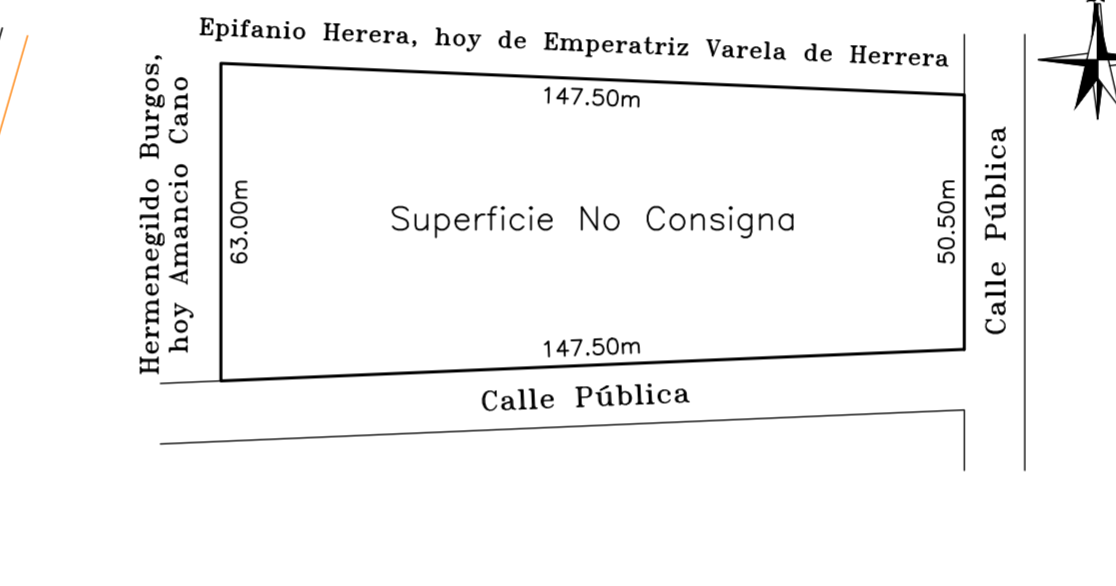 Epifanio Herera, hoy de Emperatriz Varela de Herrera
Hermenegildo Burgos,
hoy Amancio Cano
147.50m
63.00m
Superficie No Consigna
50.50m
Calle Pública
147.50m
Calle Pública